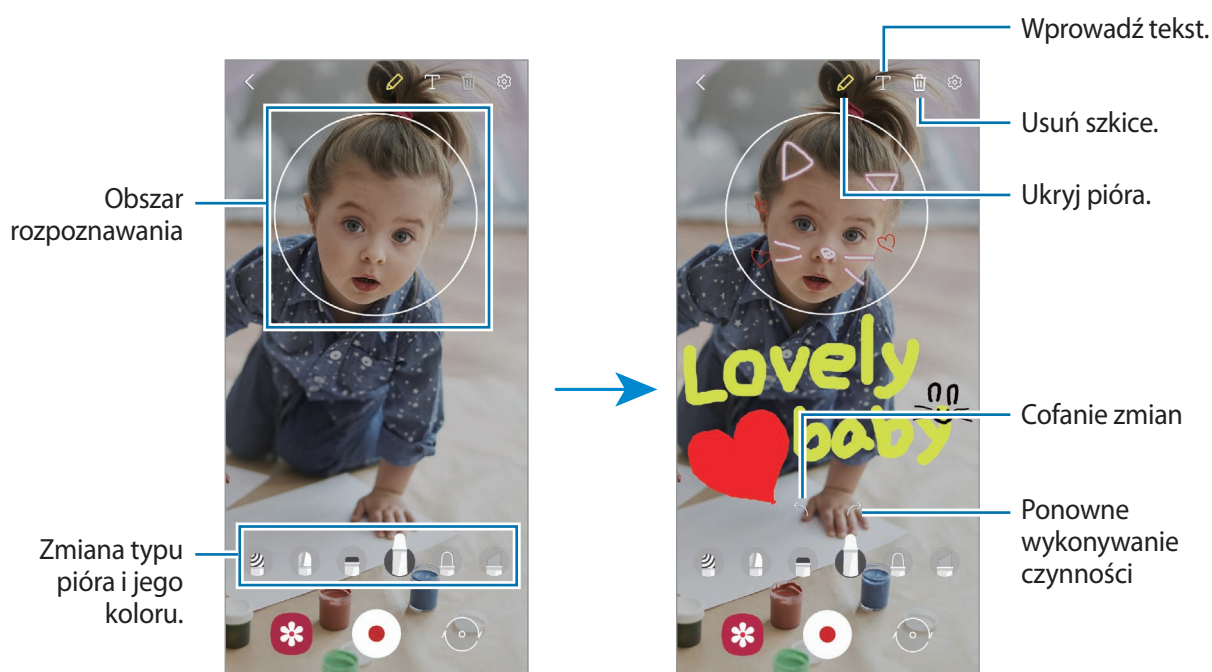 Wprowadź tekst.
Usuń szkice.
Obszar
rozpoznawania
Ukryj pióra.
Lovely
baby
Cofanie zmian
Ponowne
wykonywanie
czynności
Zmiana typu
pióra i jego
koloru.
T
T